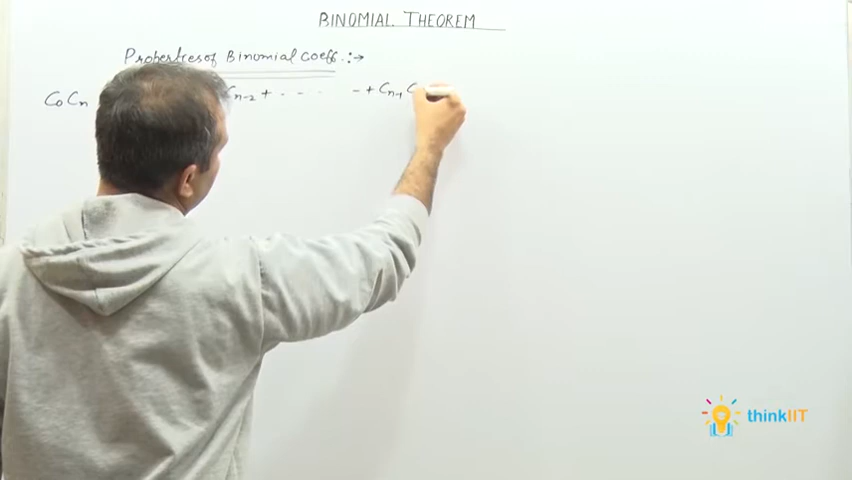 BINOMIAL THEOREM
Properties of Binomial Coeff. :→
C₀Cₙ Cₙ₋₂ + - - - - - + Cₙ₋₁ C
thinkIIT